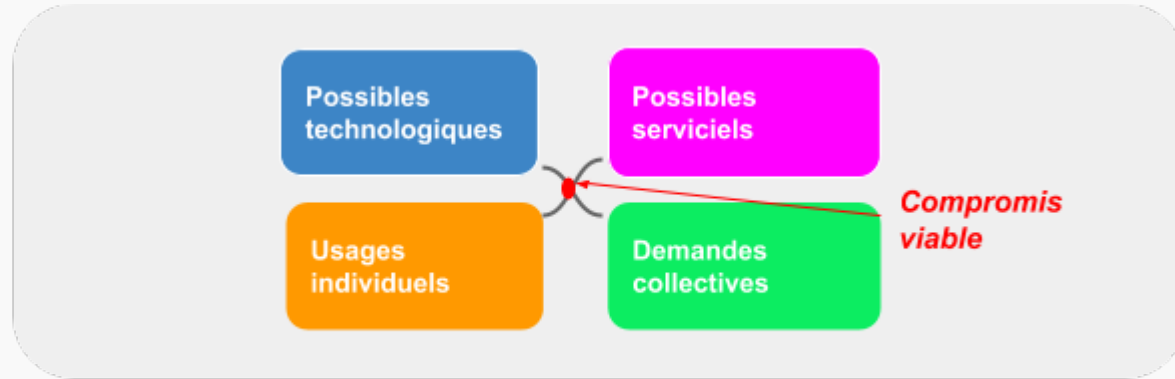 Possibles
technologiques
Possibles
serviciels
Usages
individuels
Demandes
collectives
Compromis
viable